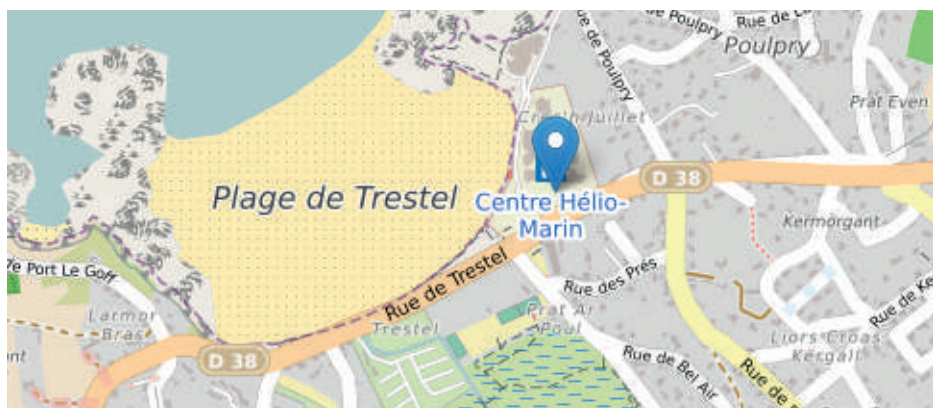 Rue de
Poulpry
Poulpry
Rue de Poulpry
Prat Even
Plage de Trestel
D 38
Centre Hélio-
Marin
Kermorgant
Port Le Goff
Rue de Trestel
Rue des Prés
Latmor
Bras
Trestel
Prat Ar
Poul
Liors Croas
Kergall
Rue de
D 38
Rue de Bel Air
Rue de